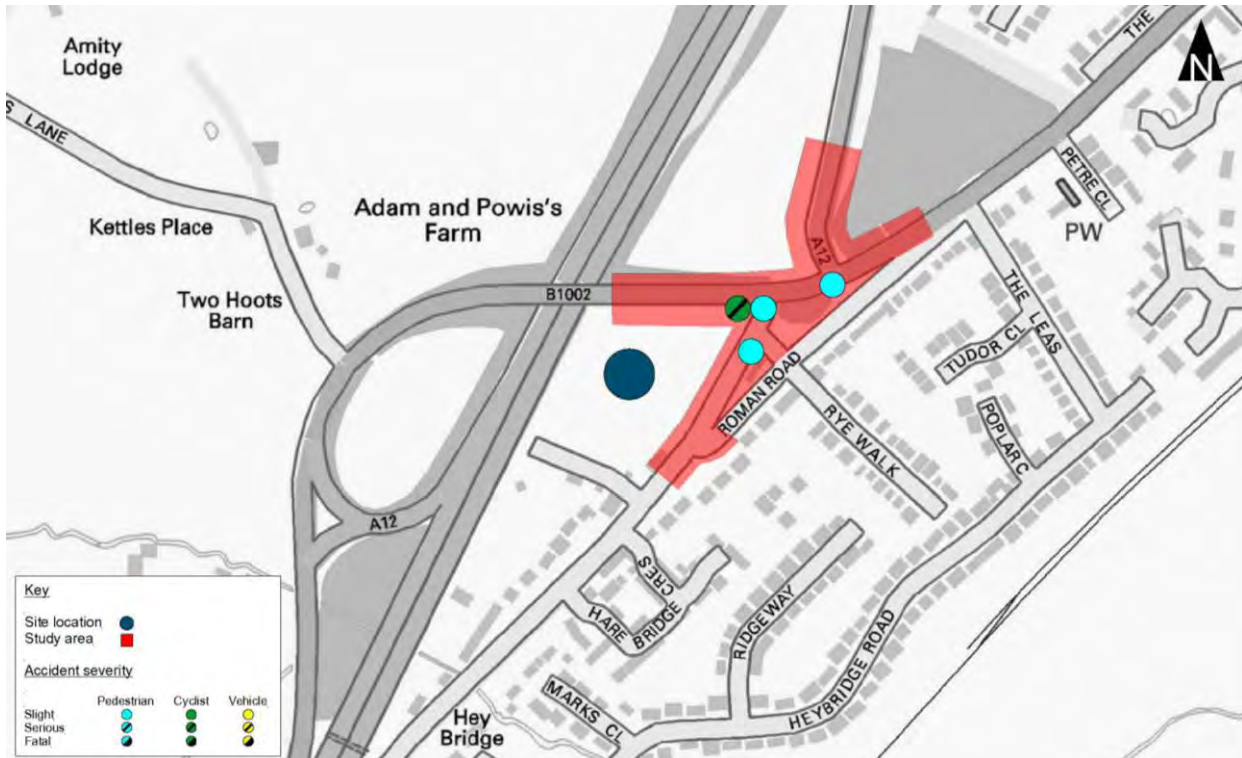 Amity
Lodge
S LANE
Kettles Place
Two Hoots
Barn
Adam and Powis's
Farm
B1002
A12
A12
THE
N
PETRE CL
PW
THE LEAS
TUDOR CL
POPLAR C
ROMAN ROAD
RYE WALK
HARE BRIDGE
CRES
RIDGEWAY
HEYBRIDGE ROAD
MARKS CL
Hey
Bridge
Key
Site location
Study area
Accident severity
Pedestrian Cyclist Vehicle
Slight
Serious
Fatal